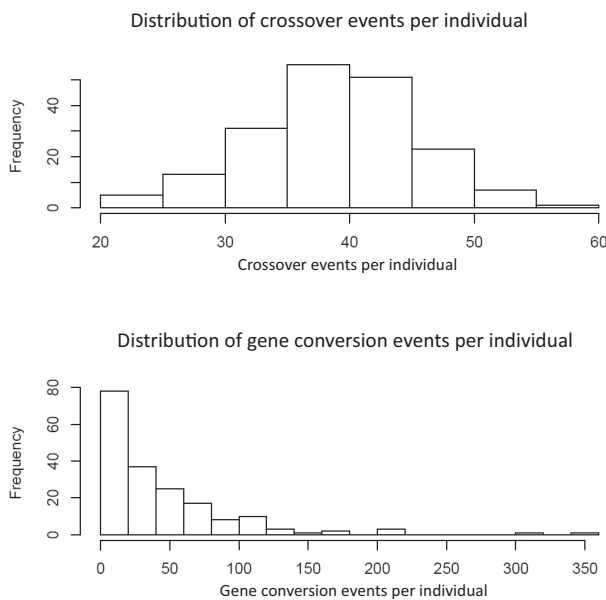 Distribution of crossover events per individual
Frequency
0
20
40
20 30 40 50 60
Crossover events per individual
Distribution of gene conversion events per individual
Frequency
0
20
40
60
80
0 50 100 150 200 250 300 350
Gene conversion events per individual